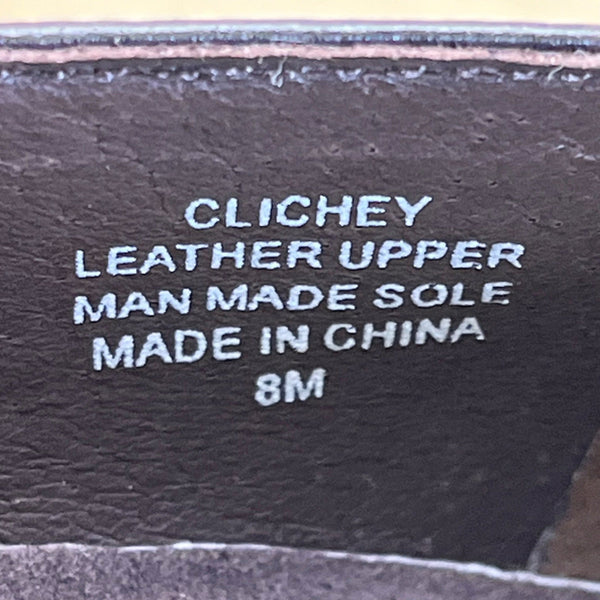 CLICHEY
LEATHER UPPER
MAN MADE SOLE
MADE IN CHINA
8M